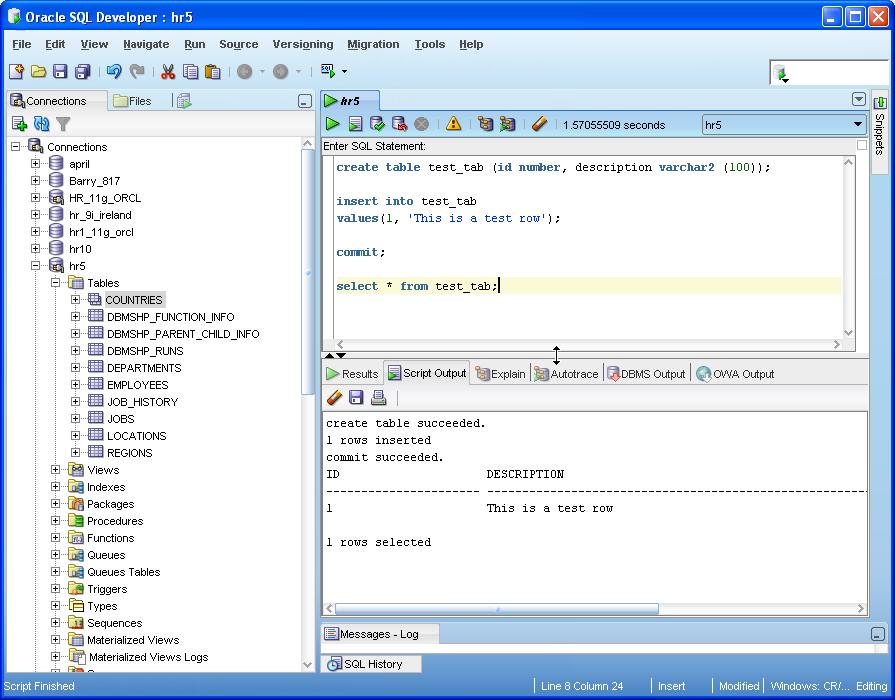 Oracle SQL Developer : hr5
File Edit View Navigate Run Source Versioning Migration Tools Help
Connections Files
Connections
april
Barry_817
HR_11g_ORCL
hr_9i_ireland
hr1_11g_orcl
hr10
hr5
Tables
COUNTRIES
DBMSHP_FUNCTION_INFO
DBMSHP_PARENT_CHILD_INFO
DBMSHP_RUNS
DEPARTMENTS
EMPLOYEES
JOB_HISTORY
JOBS
LOCATIONS
REGIONS
Views
Indexes
Packages
Procedures
Functions
Queues
Queues Tables
Triggers
Types
Sequences
Materialized Views
Materialized Views Logs
hr5
1.57055509 seconds hr5
Snippets
Enter SQL Statement:
create table test_tab (id number, description varchar2 (100));
insert into test_tab
values(1, 'This is a test row');
commit;
select * from test_tab;
Results Script Output Explain Autotrace DBMS Output OWA Output
create table succeeded.
1 rows inserted
commit succeeded.
ID DESCRIPTION
---------------------- ------------------------------------------------------
1 This is a test row
1 rows selected
Messages - Log
SQL History
Script Finished Line 8 Column 24 Insert Modified Windows: CR/... Editing